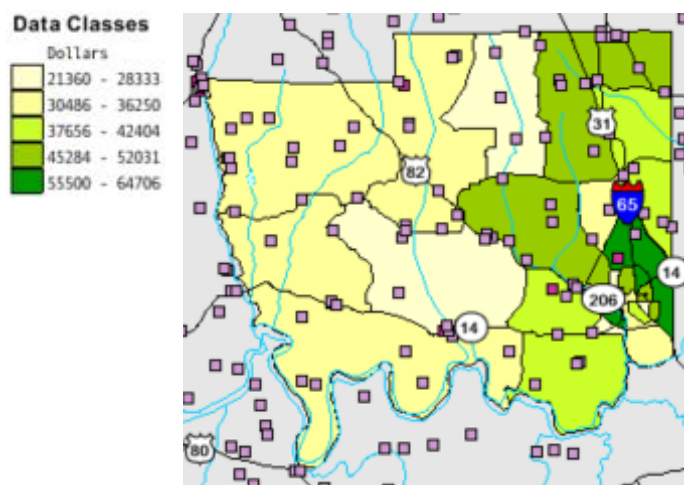 Data Classes
Dollars
21360 - 28333
30486 - 36250
37656 - 42404
45284 - 52031
55500 - 64706
31
82
65
14
206
14
80